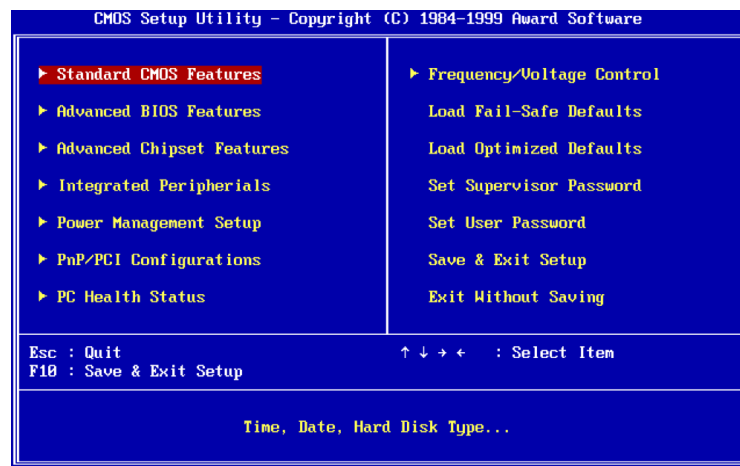 CMOS Setup Utility - Copyright (C) 1984-1999 Award Software
▶ Standard CMOS Features
▶ Advanced BIOS Features
▶ Advanced Chipset Features
▶ Integrated Peripherials
▶ Power Management Setup
▶ PnP/PCI Configurations
▶ PC Health Status
▶ Frequency/Voltage Control
Load Fail-Safe Defaults
Load Optimized Defaults
Set Supervisor Password
Set User Password
Save & Exit Setup
Exit Without Saving
Esc : Quit
F10 : Save & Exit Setup
↑ ↓ → ← : Select Item
Time, Date, Hard Disk Type...